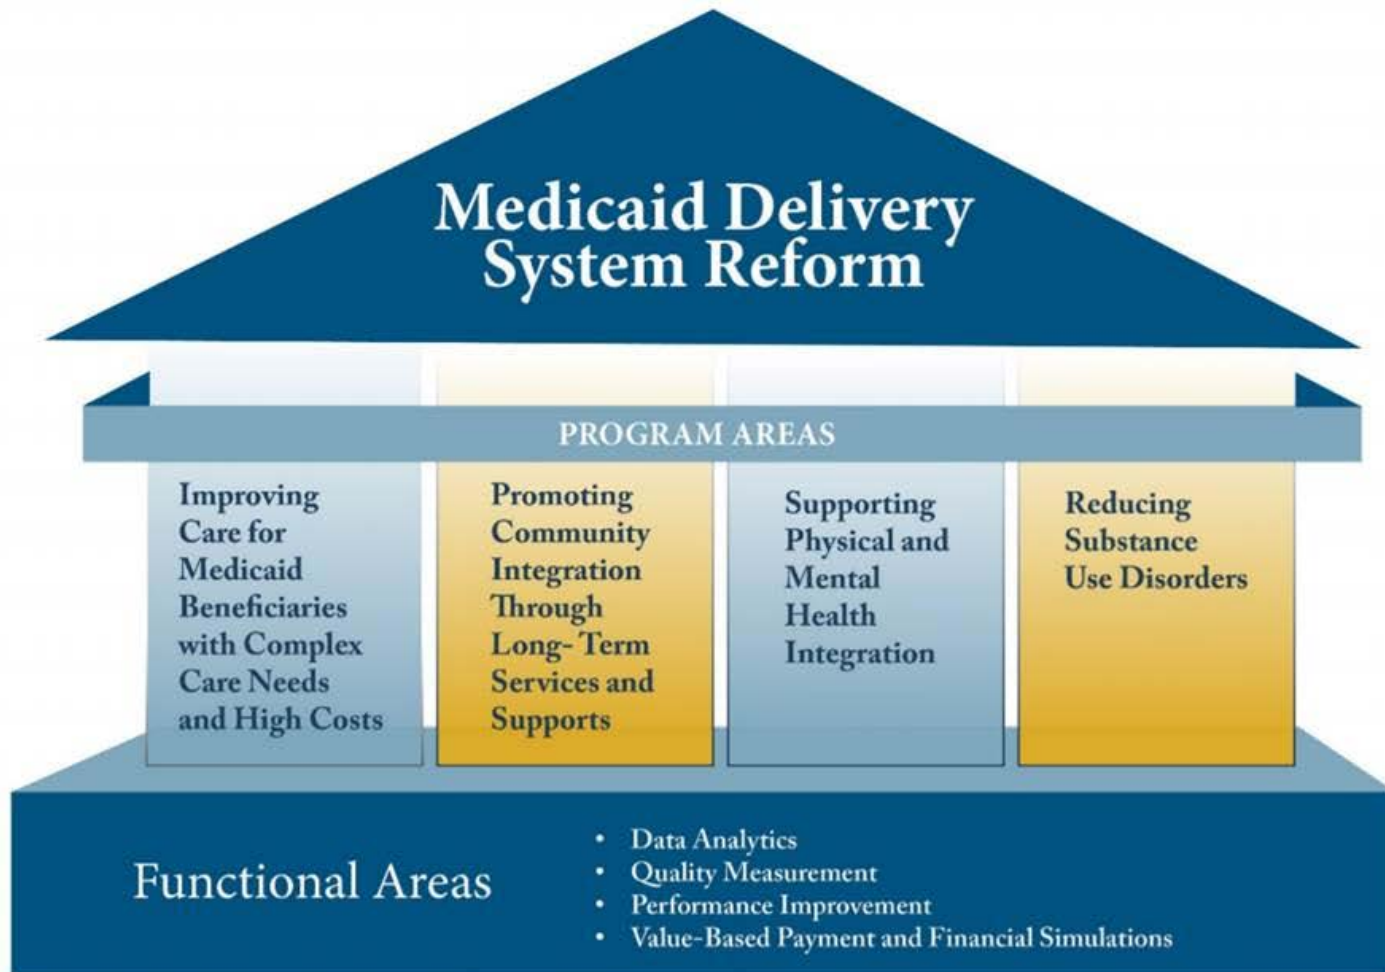 Medicaid Delivery
System Reform
PROGRAM AREAS
Improving
Care for
Medicaid
Beneficiaries
with Complex
Care Needs
and High Costs
Promoting
Community
Integration
Through
Long- Term
Services and
Supports
Supporting
Physical and
Mental
Health
Integration
Reducing
Substance
Use Disorders
Functional Areas
• Data Analytics
• Quality Measurement
• Performance Improvement
• Value-Based Payment and Financial Simulations